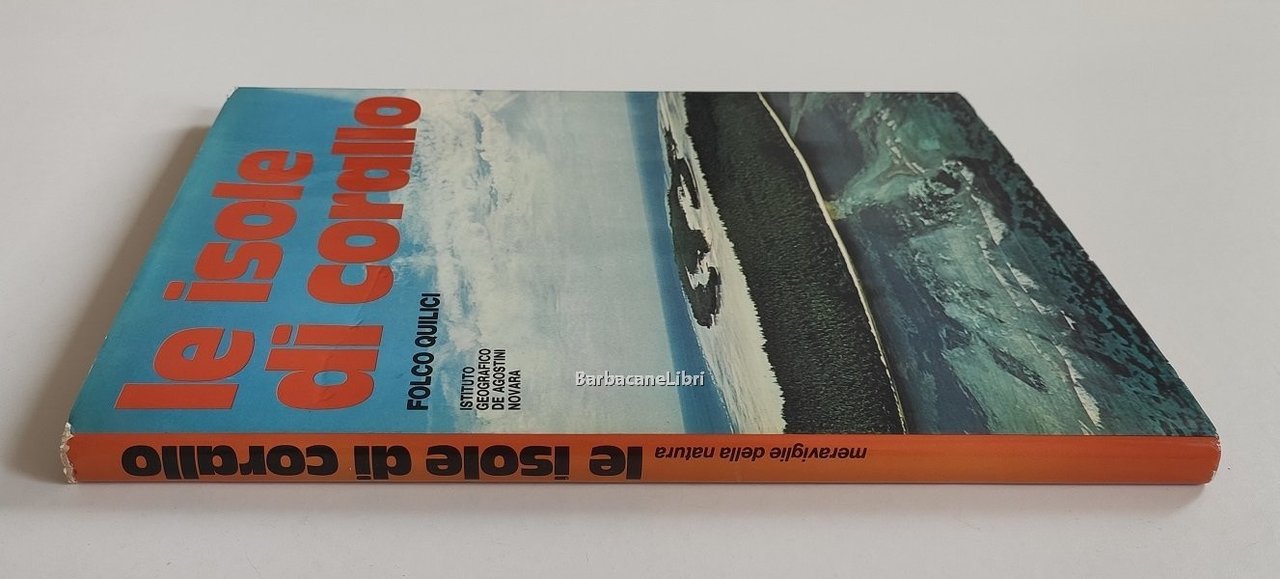 le isole
di corallo
FOLCO QUILICI
ISTITUTO
GEOGRAFICO
DE AGOSTINI
NOVARA
BarbacaneLibri
le isole di corallo meraviglie della natura